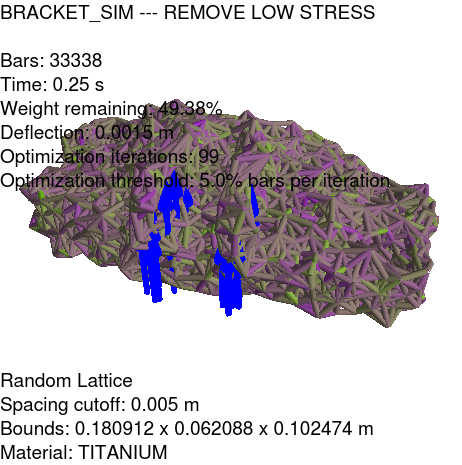 BRACKET_SIM --- REMOVE LOW STRESS
Bars: 33338
Time: 0.25 s
Weight remaining: 49.38%
Deflection: 0.0015 m
Optimization iterations: 99
Optimization threshold: 5.0% bars per iteration
Random Lattice
Spacing cutoff: 0.005 m
Bounds: 0.180912 x 0.062088 x 0.102474 m
Material: TITANIUM